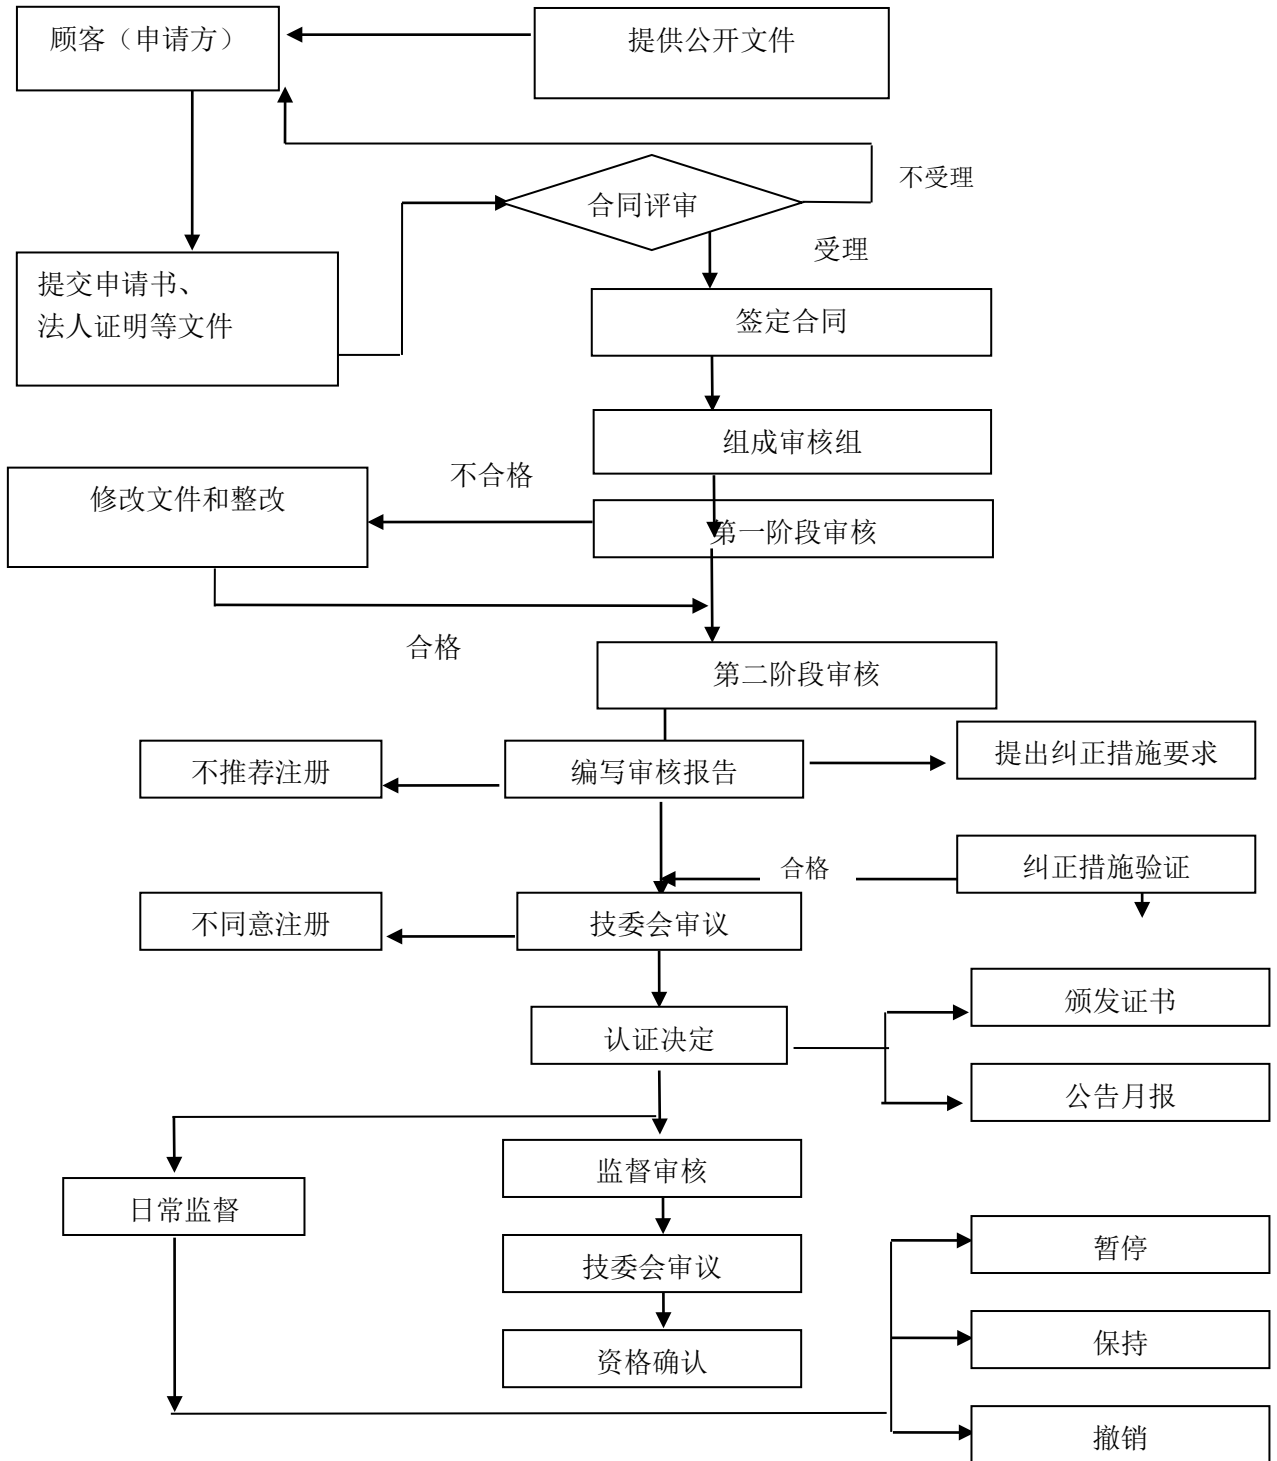 顾客（申请方）
提供公开文件
不受理
合同评审
受理
提交申请书、
法人证明等文件
签定合同
组成审核组
不合格
修改文件和整改
第一阶段审核
合格
第二阶段审核
不推荐注册
编写审核报告
提出纠正措施要求
合格
纠正措施验证
不同意注册
技委会审议
颁发证书
认证决定
公告月报
监督审核
日常监督
技委会审议
暂停
资格确认
保持
撤销